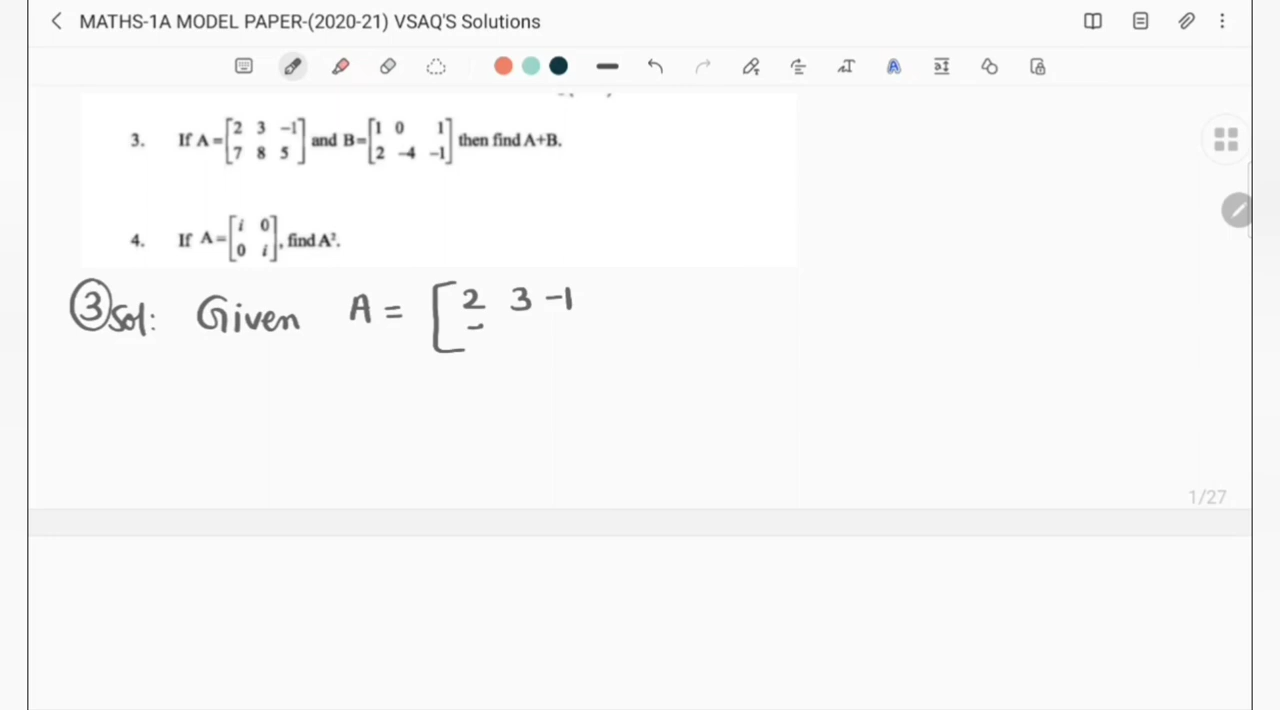 MATHS-1A MODEL PAPER-(2020-21) VSAQ'S Solutions
3. If A = [2 3 -1
7 8 5] and B = [1 0 1
2 -4 -1] then find A+B.
4. If A = [i 0
0 i], find A².
③ Sol: Given A = [2 3 -1
1/27